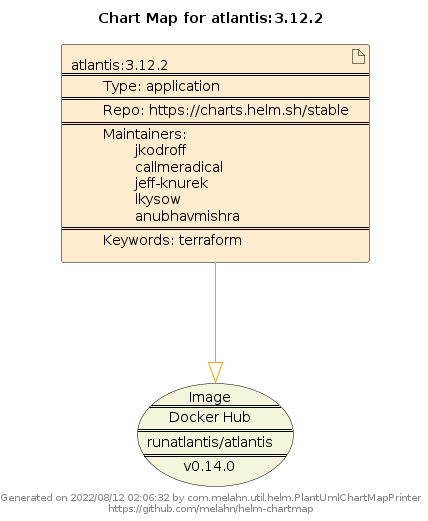 Chart Map for atlantis:3.12.2
atlantis:3.12.2
Type: application
Repo: https://charts.helm.sh/stable
Maintainers:
jkodroff
callmeradical
jeff-knurek
lkysow
anubhavmishra
Keywords: terraform
Image
Docker Hub
runatlantis/atlantis
v0.14.0
Generated on 2022/08/12 02:06:32 by com.melahn.util.helm.PlantUmlChartMapPrinter
https://github.com/melahn/helm-chartmap